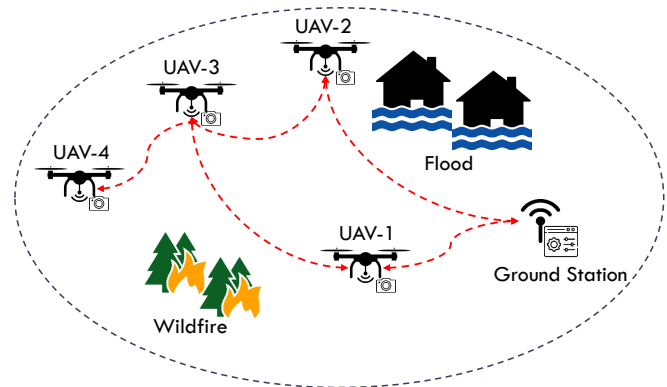 UAV-2
UAV-3
UAV-4
Flood
UAV-1
Ground Station
Wildfire